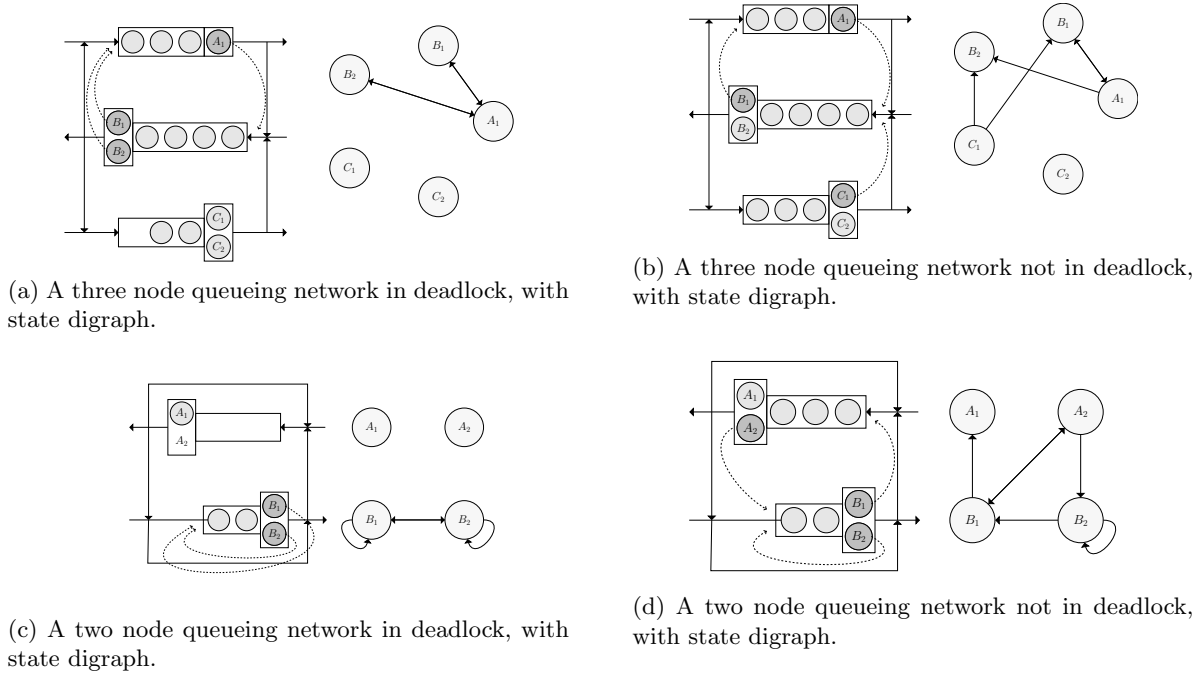 A₁
B₁
B₂
C₁
C₂
B₁
B₂
A₁
C₁
C₂
(a) A three node queueing network in deadlock, with
state digraph.
A₁
B₁
B₂
C₁
C₂
B₁
B₂
A₁
C₁
C₂
(b) A three node queueing network not in deadlock,
with state digraph.
A₁
A₂
B₁
B₂
A₁
A₂
B₁
B₂
(c) A two node queueing network in deadlock, with
state digraph.
A₁
A₂
B₁
B₂
A₁
A₂
B₁
B₂
(d) A two node queueing network not in deadlock,
with state digraph.